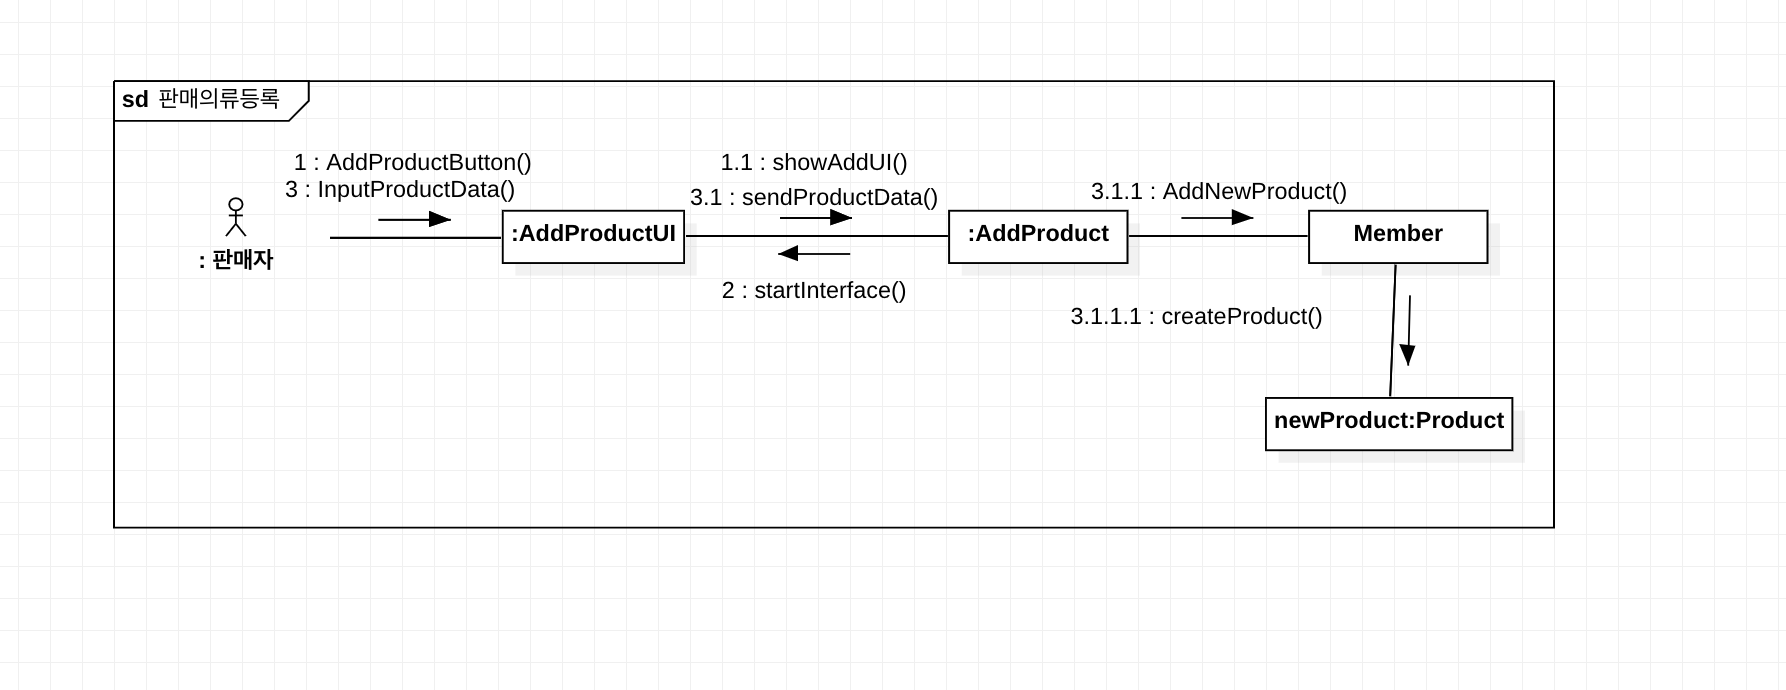 sd 판매의류등록
1 : AddProductButton()
3 : InputProductData()
: 판매자
:AddProductUI
1.1 : showAddUI()
3.1 : sendProductData()
2 : startInterface()
:AddProduct
3.1.1 : AddNewProduct()
Member
3.1.1.1 : createProduct()
newProduct:Product